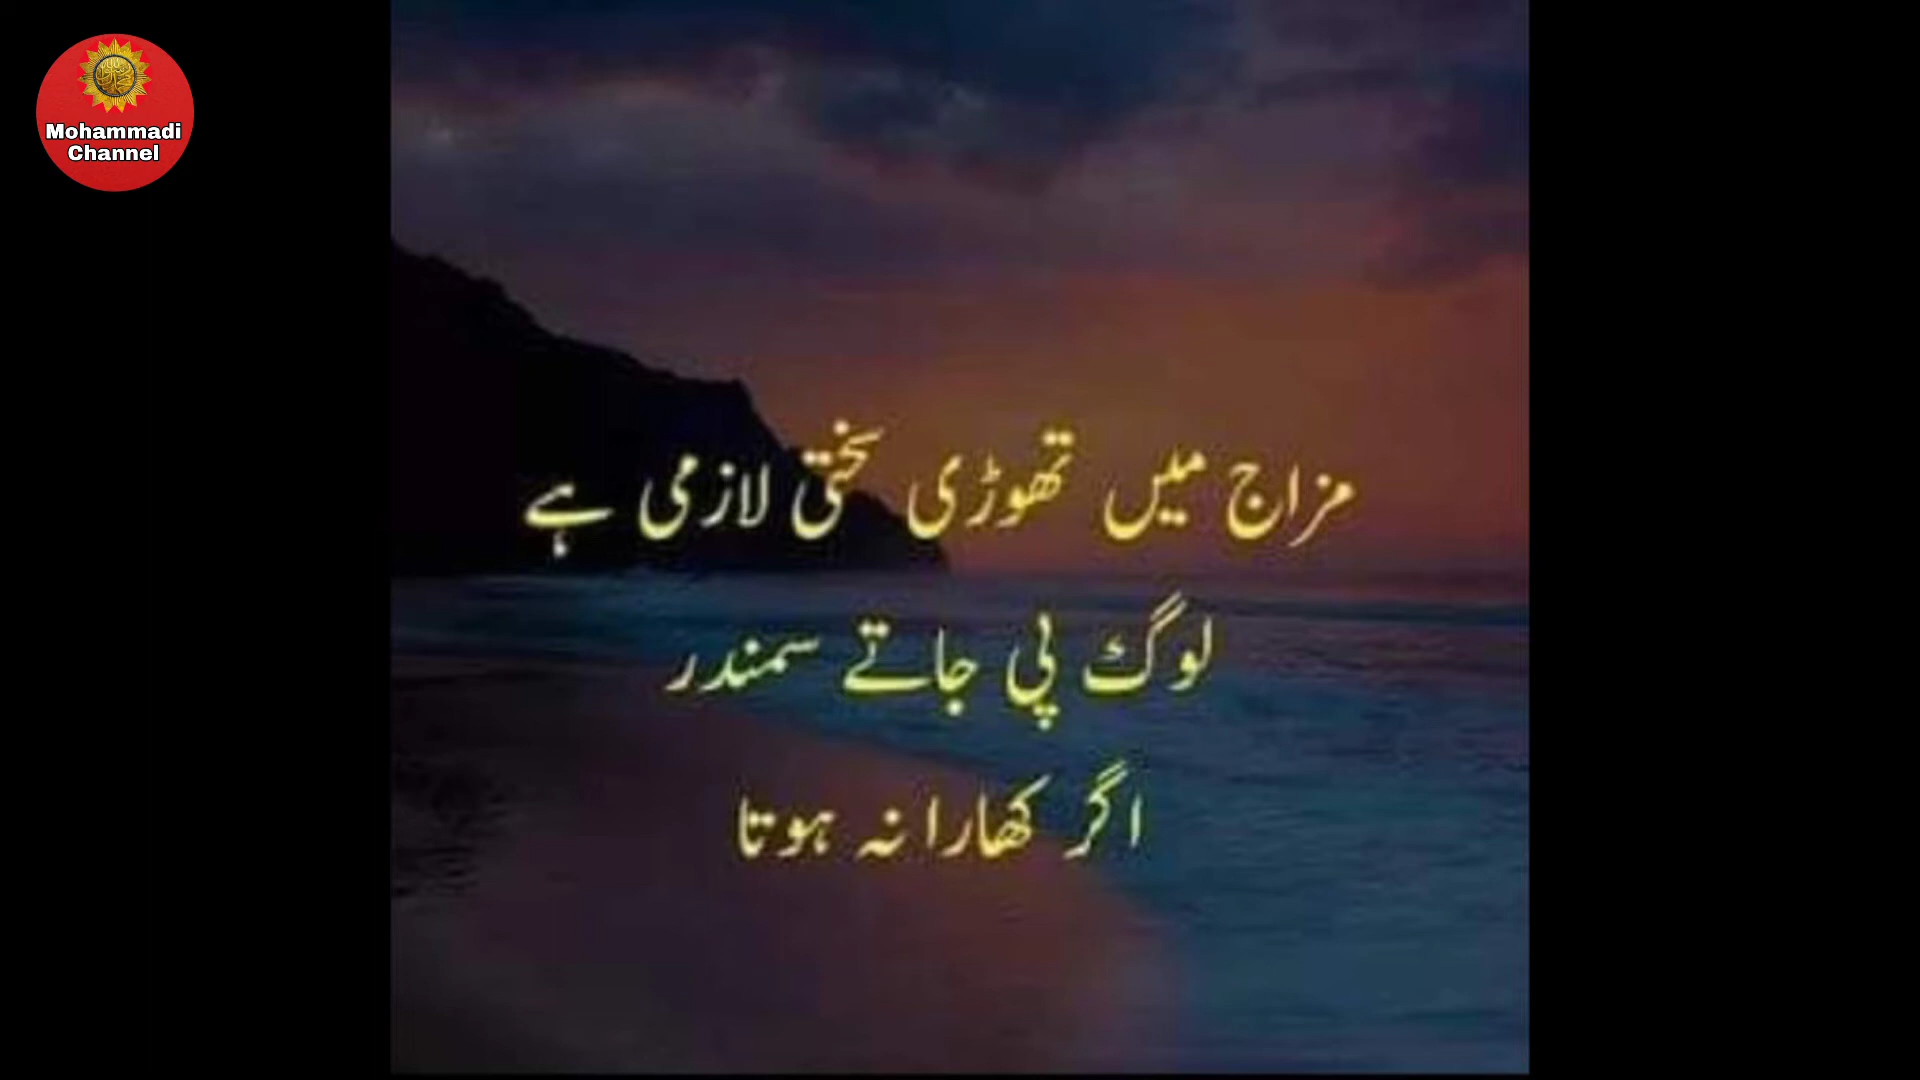 Mohammadi
Channel
مزاج میں تھوڑی سختی لازمی ہے
لوگ پی جاتے سمندر
اگر کھارا نہ ہوتا